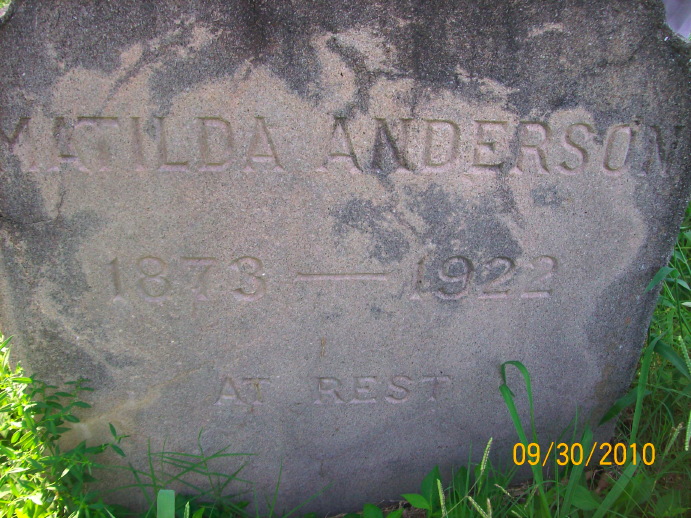 MATILDA ANDERSON
1873 — 1922
AT REST
09/30/2010